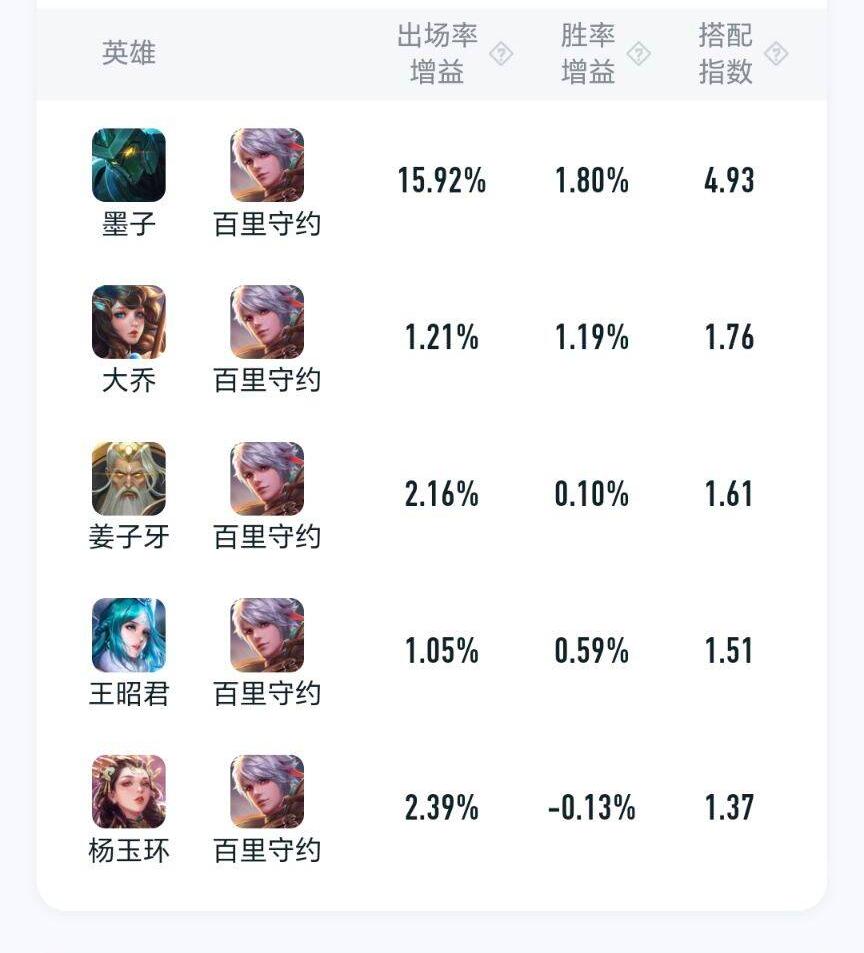 英雄 出场率增益 ? 胜率增益 ? 搭配指数 ?
墨子 百里守约 15.92% 1.80% 4.93
大乔 百里守约 1.21% 1.19% 1.76
姜子牙 百里守约 2.16% 0.10% 1.61
王昭君 百里守约 1.05% 0.59% 1.51
杨玉环 百里守约 2.39% -0.13% 1.37